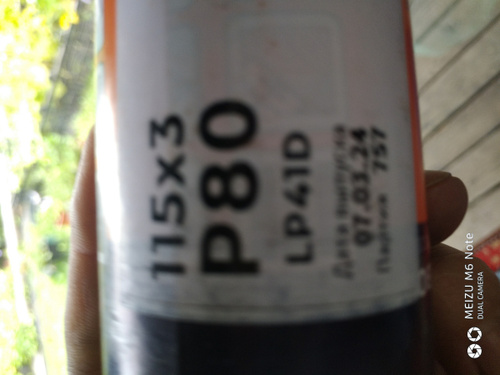 115x3
P80
LP41D
Дата выпуска
07.03.24
Партия 757
MEIZU M6 Note
DUAL CAMERA